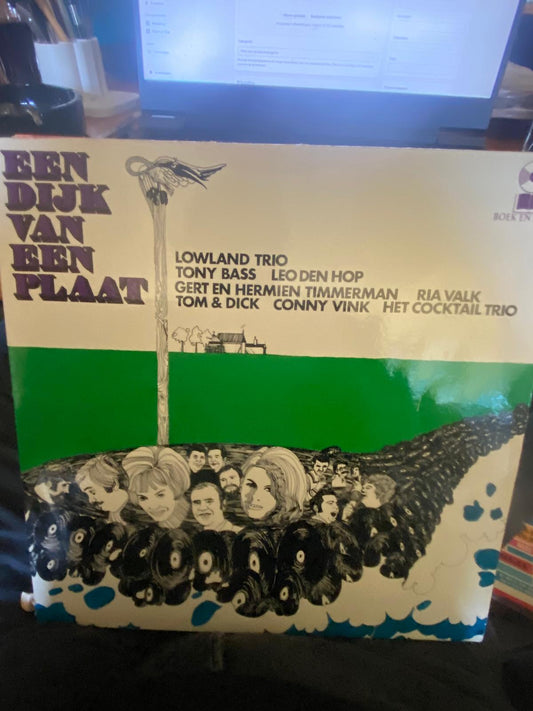 EEN
DIJK
VAN
EEN
PLAAT
LOWLAND TRIO
TONY BASS LEO DEN HOP
GERT EN HERMIEN TIMMERMAN RIA VALK
TOM & DICK CONNY VINK HET COCKTAIL TRIO
BOEK EN